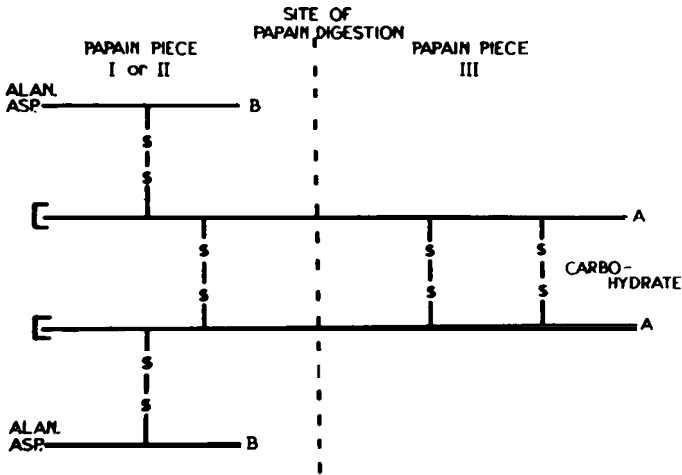 SITE OF
PAPAIN DIGESTION
PAPAIN PIECE
I or II
PAPAIN PIECE
III
ALAN.
ASP.
B
S
S
A
S
S
S
S
S
S
CARBO-
HYDRATE
A
S
S
ALAN.
ASP.
B